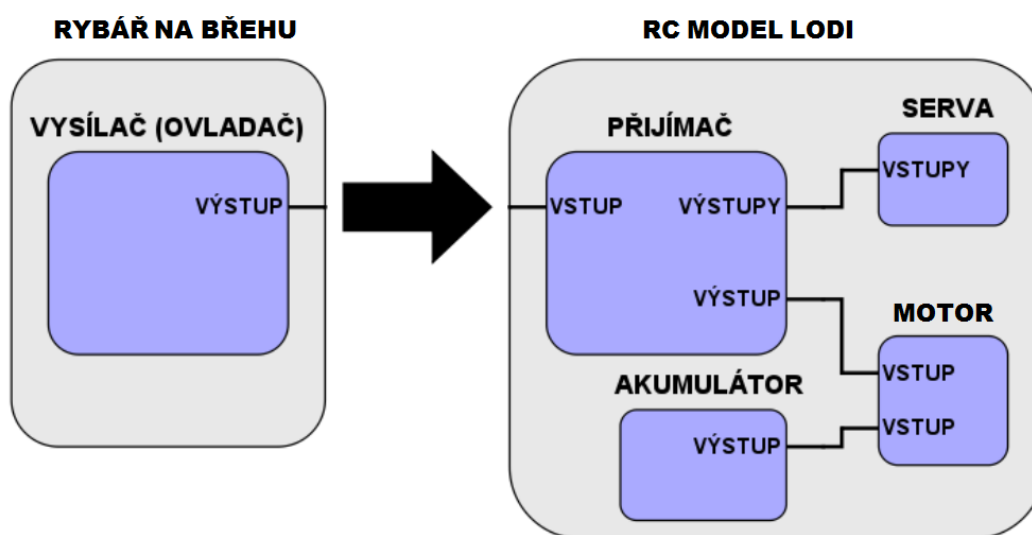 RYBÁŘ NA BŘEHU
VYSÍLAČ (OVLADAČ)
VÝSTUP
RC MODEL LODI
PŘIJÍMAČ
VSTUP
VÝSTUPY
VÝSTUP
SERVA
VSTUPY
MOTOR
VSTUP
VSTUP
AKUMULÁTOR
VÝSTUP